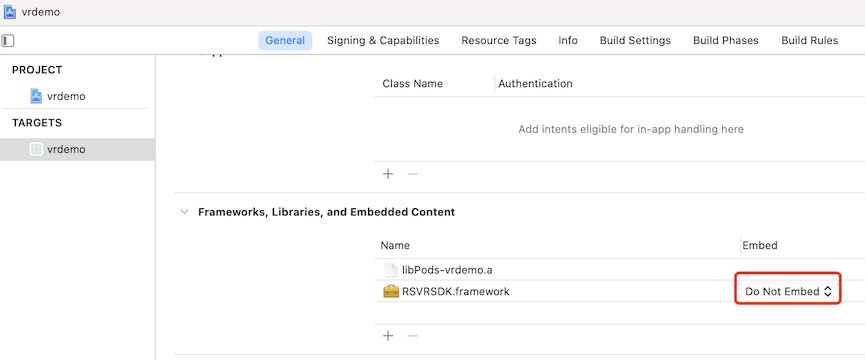 vrdemo
General Signing & Capabilities Resource Tags Info Build Settings Build Phases Build Rules
PROJECT
vrdemo
TARGETS
vrdemo
Class Name Authentication
Add intents eligible for in-app handling here
Frameworks, Libraries, and Embedded Content
Name Embed
libPods-vrdemo.a
RSVRSDK.framework Do Not Embed